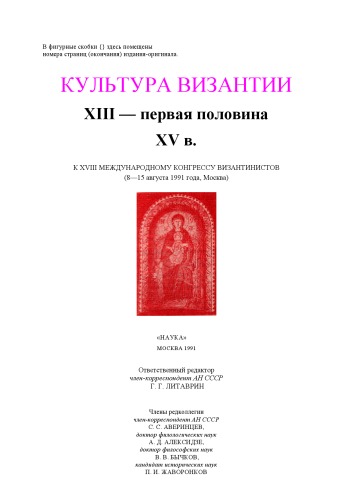 В фигурные скобки {} здесь помещены
номера страниц (окончания) издания-оригинала.
КУЛЬТУРА ВИЗАНТИИ
XIII — первая половина
XV в.
К XVIII МЕЖДУНАРОДНОМУ КОНГРЕССУ ВИЗАНТИНИСТОВ
(8—15 августа 1991 года, Москва)
«НАУКА»
МОСКВА 1991
Ответственный редактор
член-корреспондент АН СССР
Г. Г. ЛИТАВРИН
Члены редколлегии
член-корреспондент АН СССР
С. С. АВЕРИНЦЕВ,
доктор филологических наук
А. Д. АЛЕКСИДЗЕ,
доктор философских наук
В. В. БЫЧКОВ,
кандидат исторических наук
П. И. ЖАВОРОНКОВ